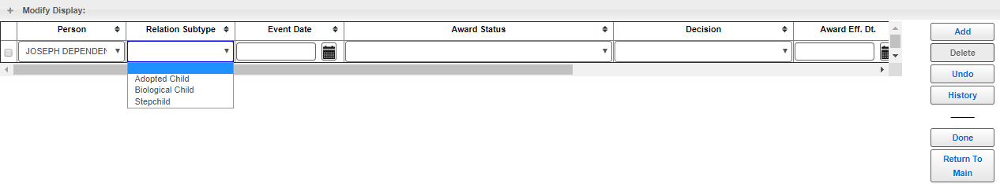 Modify Display:
Person Relation Subtype Event Date Award Status Decision Award Eff. Dt.
JOSEPH DEPENDEN
Adopted Child
Biological Child
Stepchild
Add
Delete
Undo
History
Done
Return To
Main